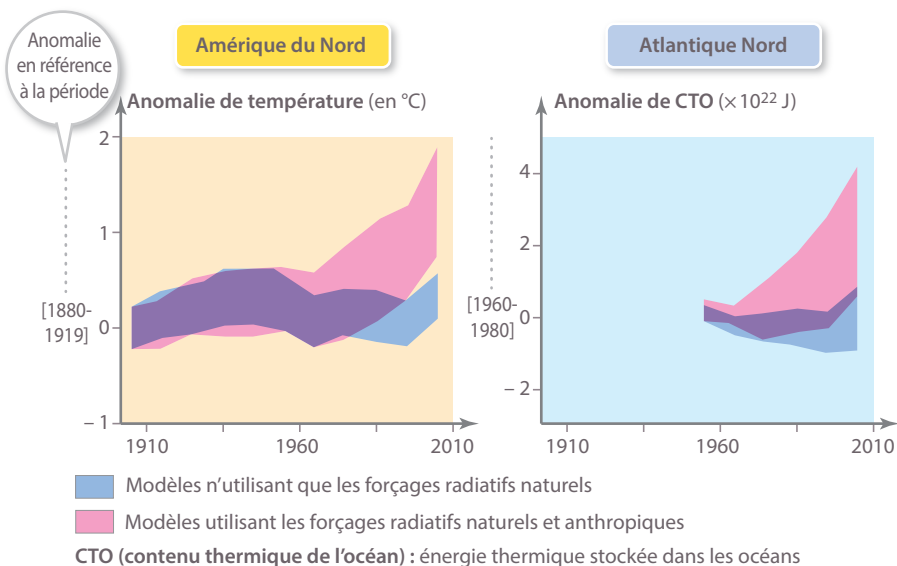 Anomalie
en référence
à la période
Amérique du Nord
Atlantique Nord
Anomalie de température (en °C)
2
1
0
– 1
[1880-
1919]
1910
1960
2010
Anomalie de CTO (× 10²² J)
4
2
0
– 2
[1960-
1980]
1910
1960
2010
Modèles n'utilisant que les forçages radiatifs naturels
Modèles utilisant les forçages radiatifs naturels et anthropiques
CTO (contenu thermique de l'océan) : énergie thermique stockée dans les océans